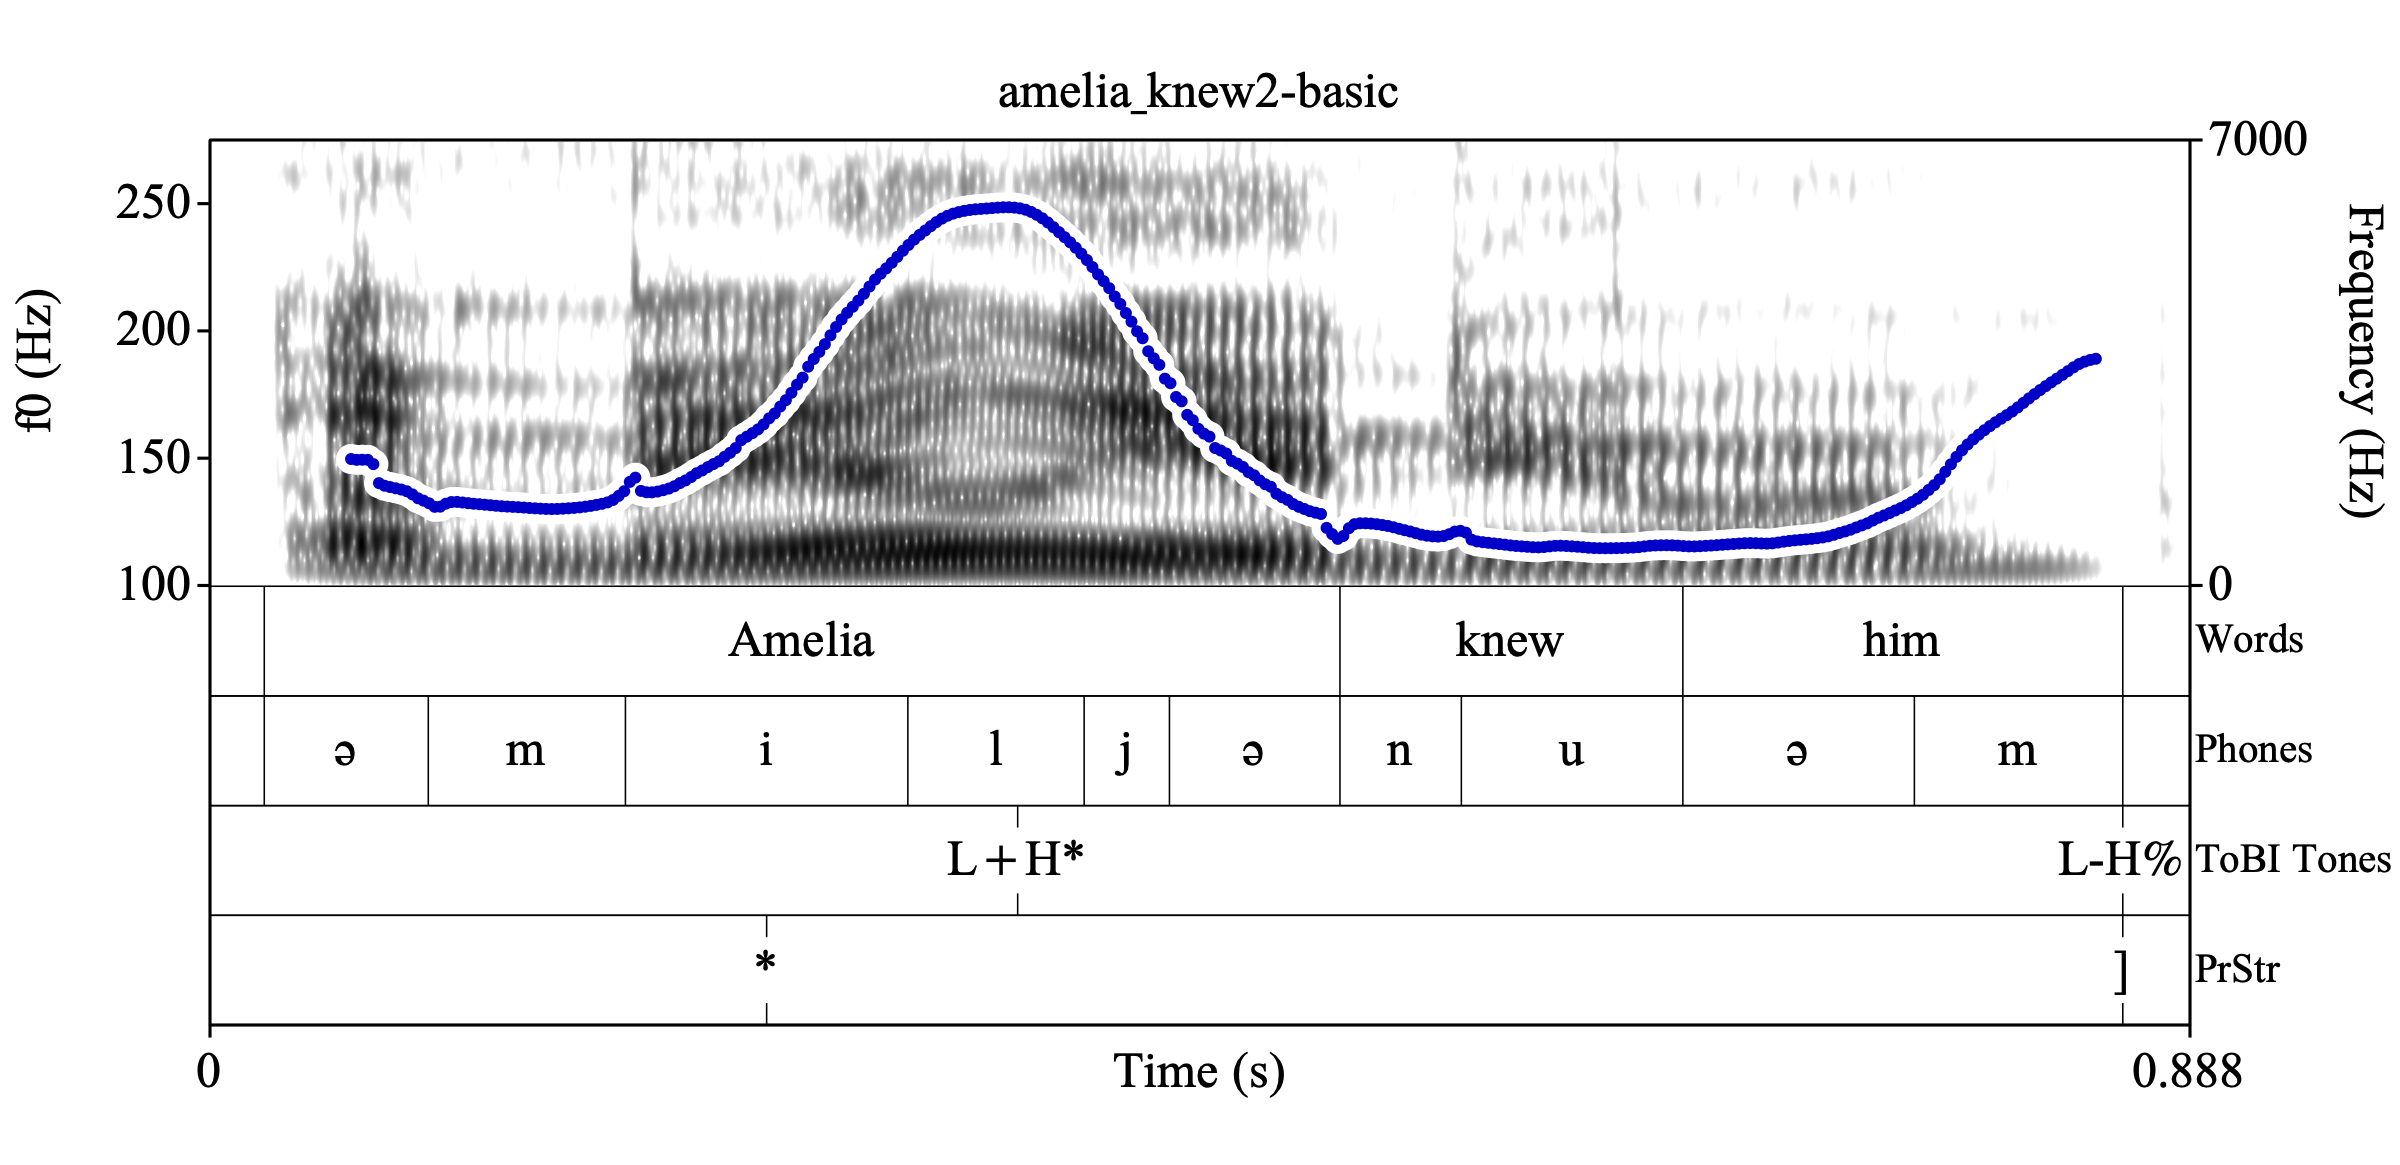 amelia_knew2-basic
7000
250
200
150
100
0
f0 (Hz)
Frequency (Hz)
Amelia knew him Words
ə m i l j ə n u ə m Phones
L+H* L-H% ToBI Tones
* ] PrStr
0 Time (s) 0.888